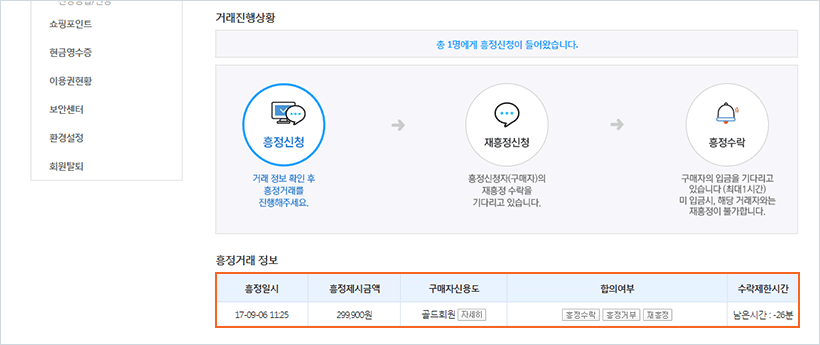 쇼핑포인트
현금영수증
이용권현황
보안센터
환경설정
회원탈퇴
거래진행상황
총 1명에게 흥정신청이 들어왔습니다.
흥정신청
재흥정신청
흥정수락
거래 정보 확인 후
흥정거래를
진행해주세요.
흥정신청자(구매자)의
재흥정 수락을
기다리고 있습니다.
구매자의 입금을 기다리고
있습니다 (최대1시간)
미 입금시, 해당 거래자와는
재흥정이 불가합니다.
흥정거래 정보
흥정일시 흥정제시금액 구매자신용도 합의여부 수락제한시간
17-09-06 11:25 299,900원 골드회원 자세히 흥정수락 흥정거부 재흥정 남은시간 : -26분